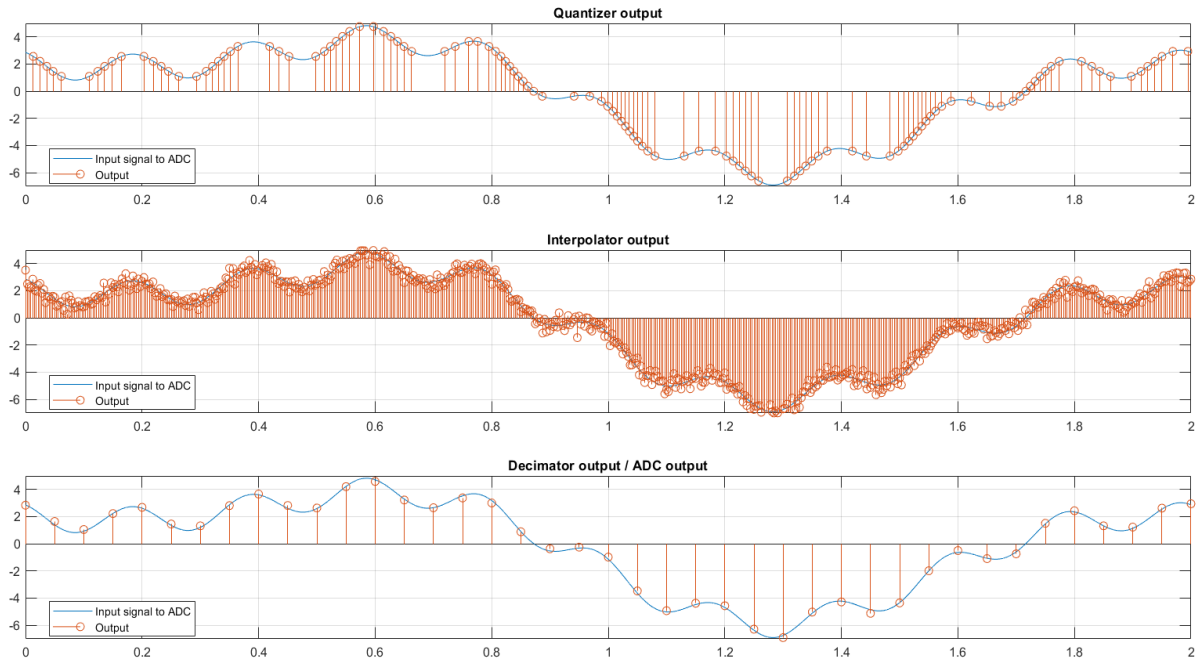 Quantizer output
4
2
0
-2
-4
-6
Input signal to ADC
Output
0 0.2 0.4 0.6 0.8 1 1.2 1.4 1.6 1.8 2
Interpolator output
4
2
0
-2
-4
-6
Input signal to ADC
Output
0 0.2 0.4 0.6 0.8 1 1.2 1.4 1.6 1.8 2
Decimator output / ADC output
4
2
0
-2
-4
-6
Input signal to ADC
Output
0 0.2 0.4 0.6 0.8 1 1.2 1.4 1.6 1.8 2